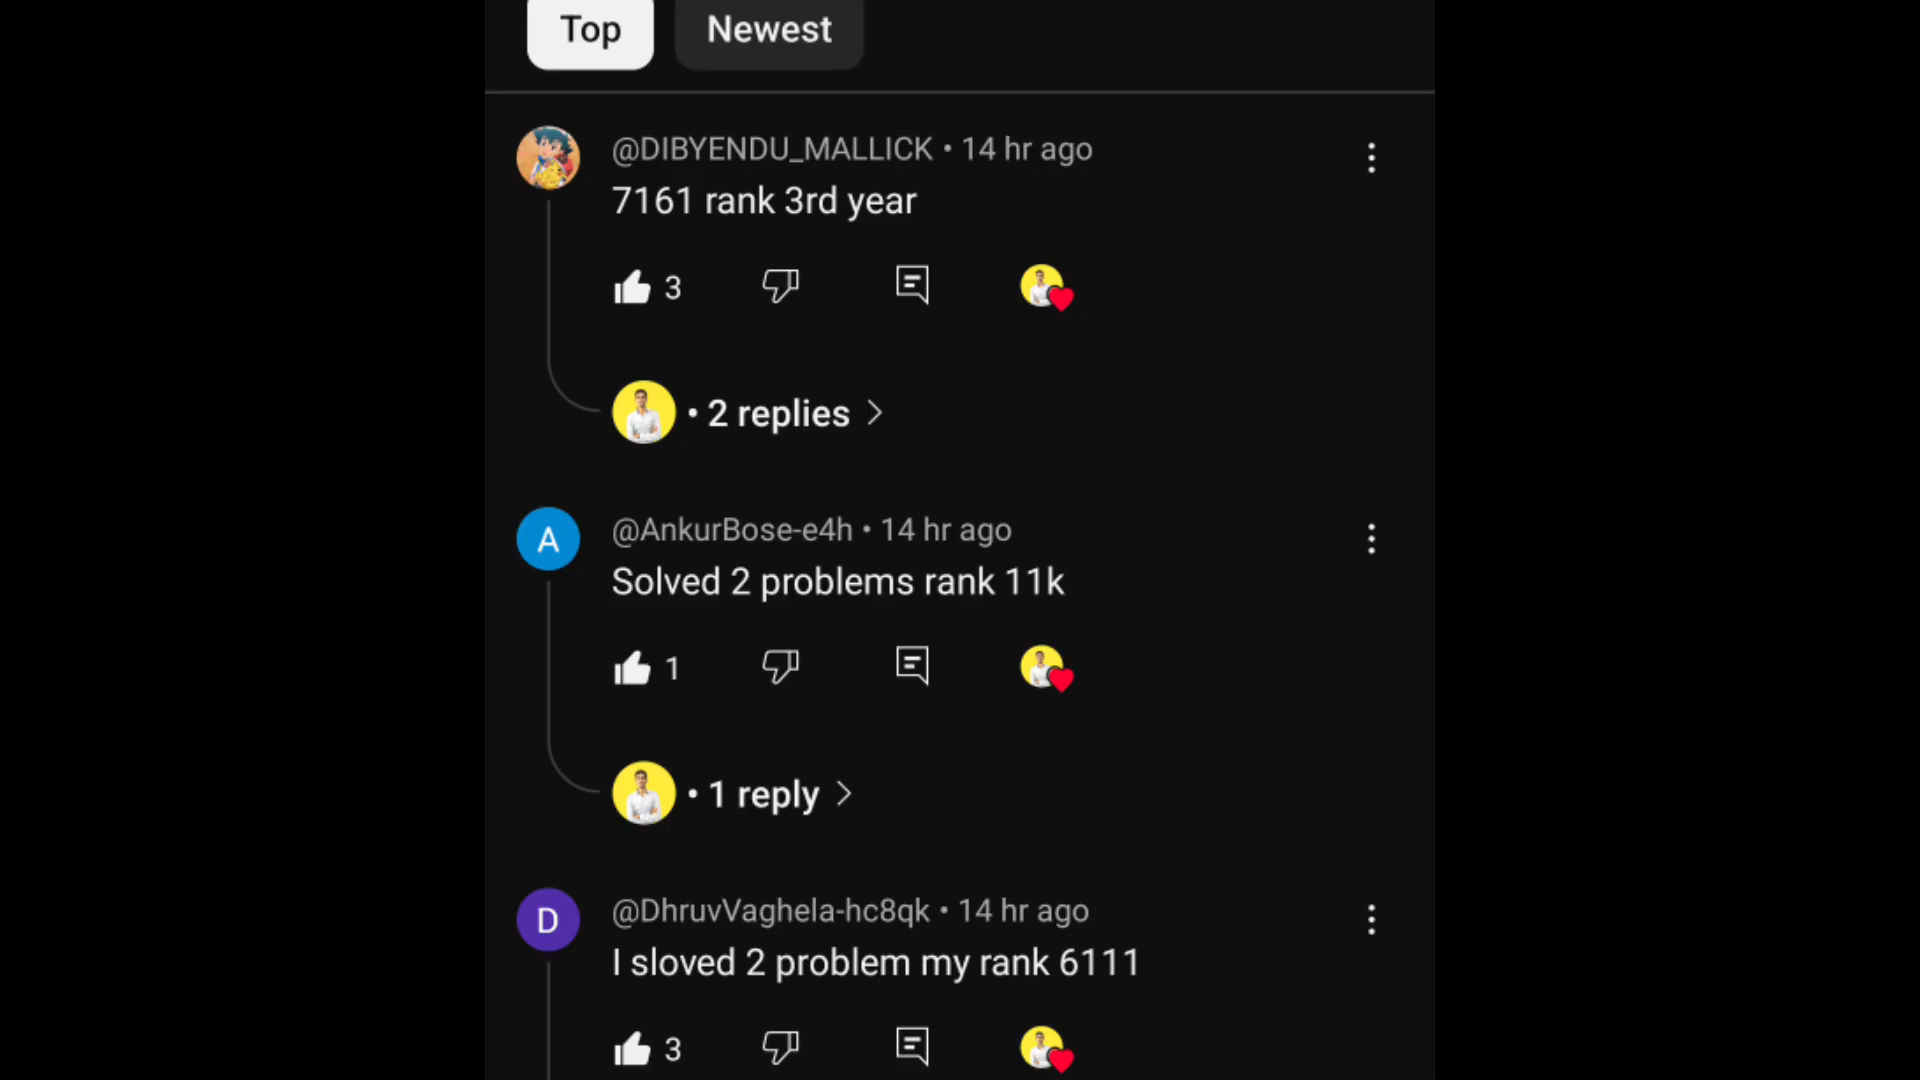 Top
Newest
@DIBYENDU_MALLICK • 14 hr ago
7161 rank 3rd year
3
• 2 replies
A
@AnkurBose-e4h • 14 hr ago
Solved 2 problems rank 11k
1
• 1 reply
D
@DhruvVaghela-hc8qk • 14 hr ago
I sloved 2 problem my rank 6111
3